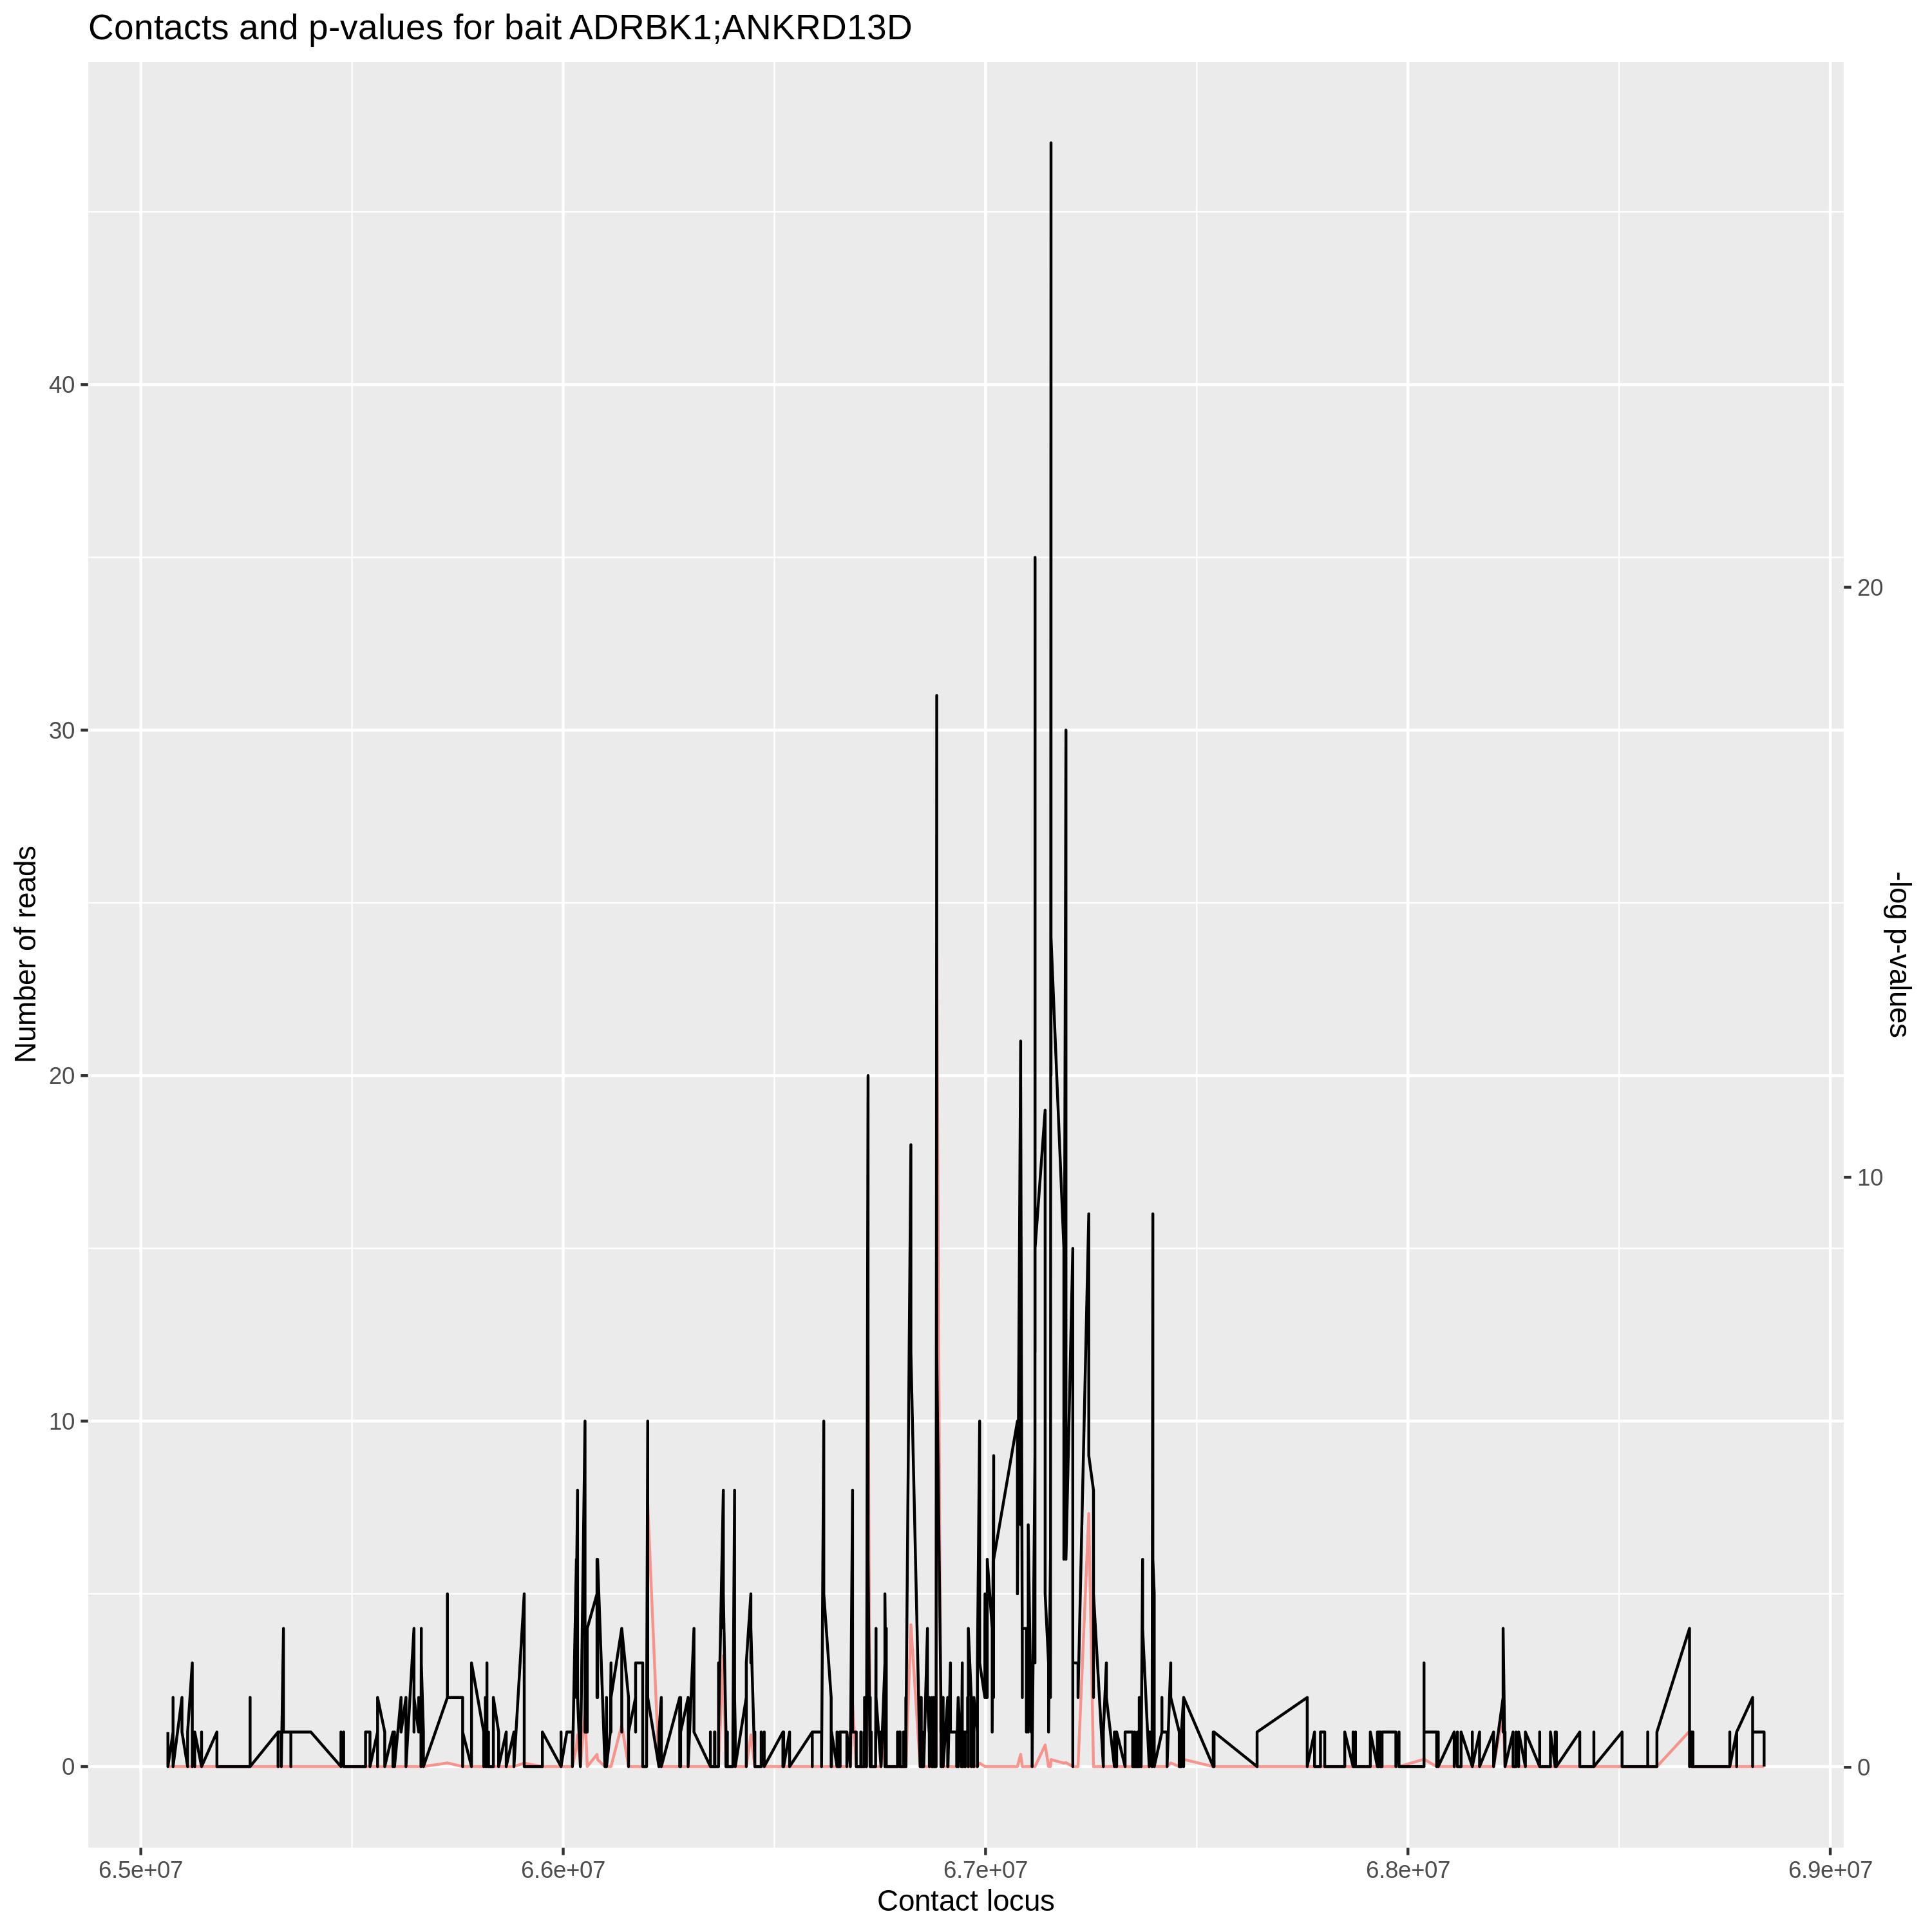 Contacts and p-values for bait ADRBK1;ANKRD13D
40
30
20
10
0
Number of reads
20
10
0
-log p-values
6.5e+07 6.6e+07 6.7e+07 6.8e+07 6.9e+07
Contact locus